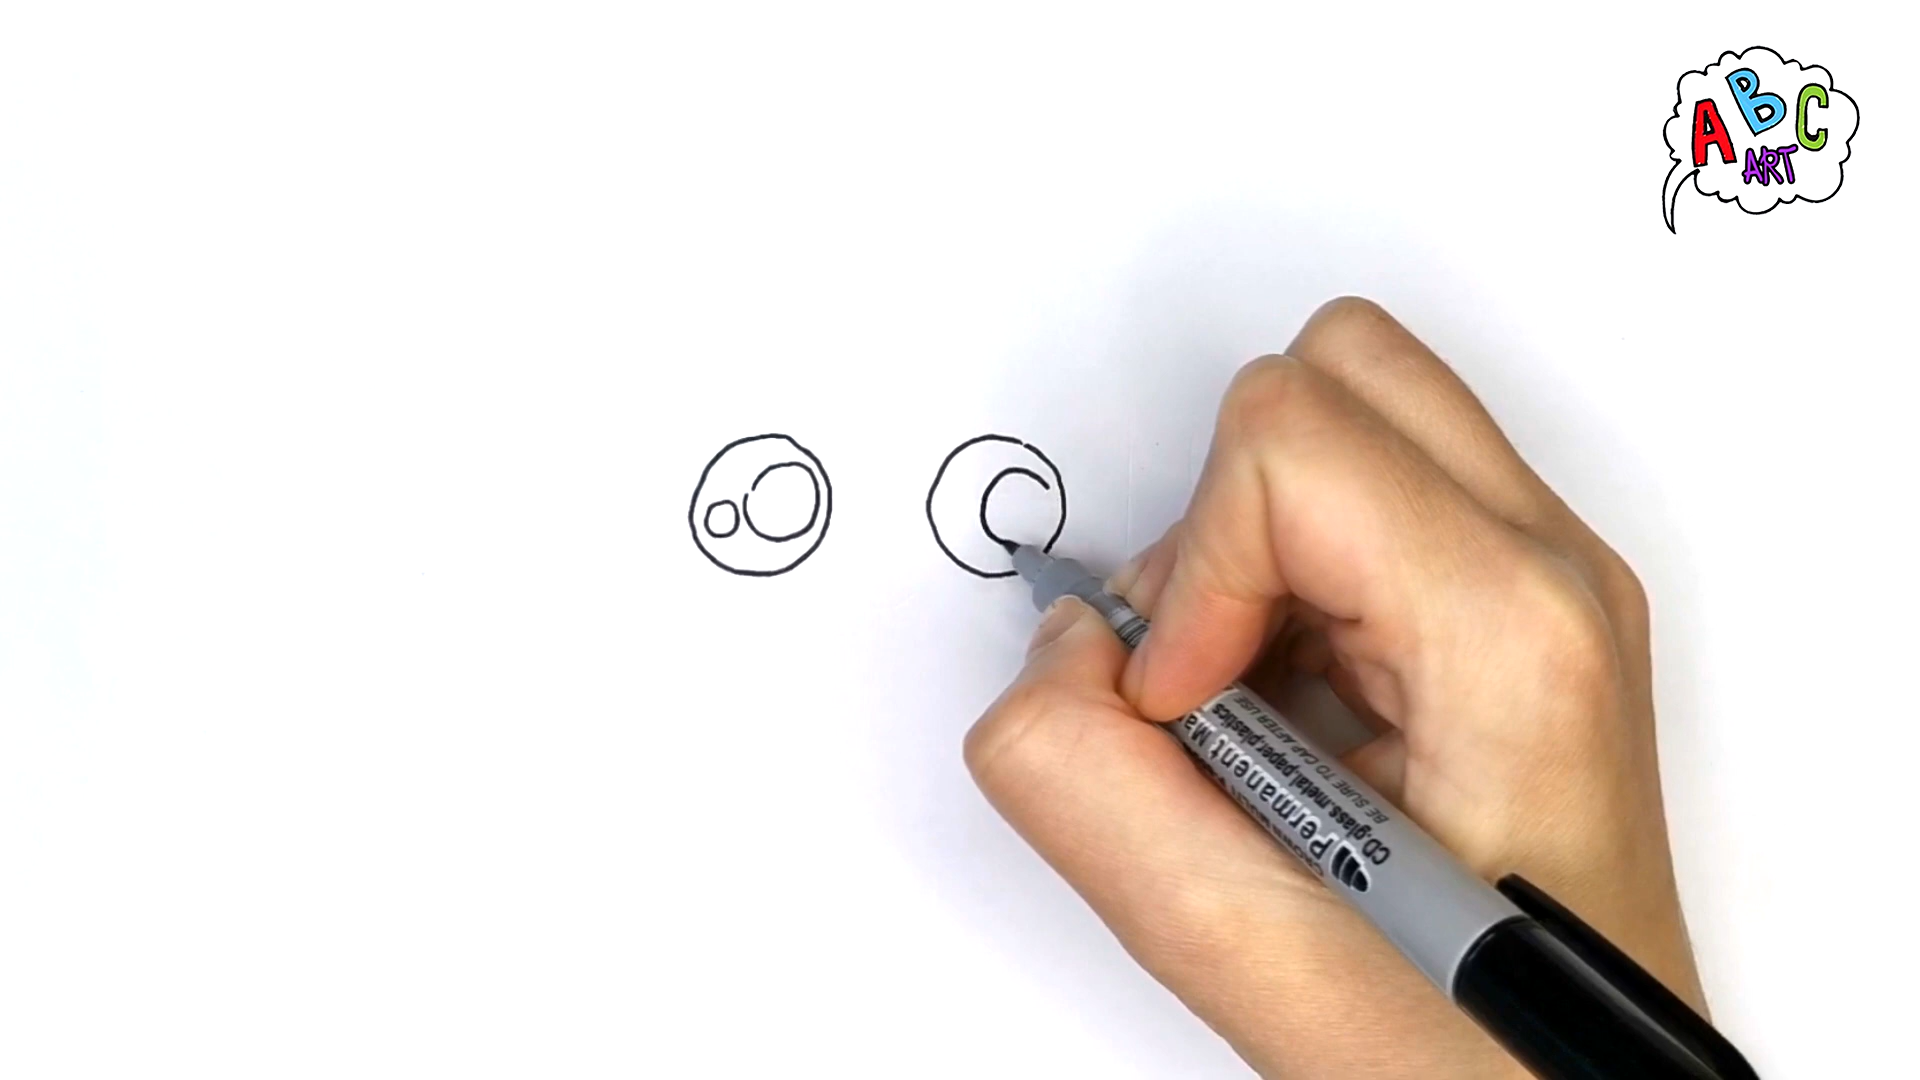 ABC
ART
Permanent Ma
CD.glass.metal.paper.plastics
BE SURE TO CAP AFTER USE